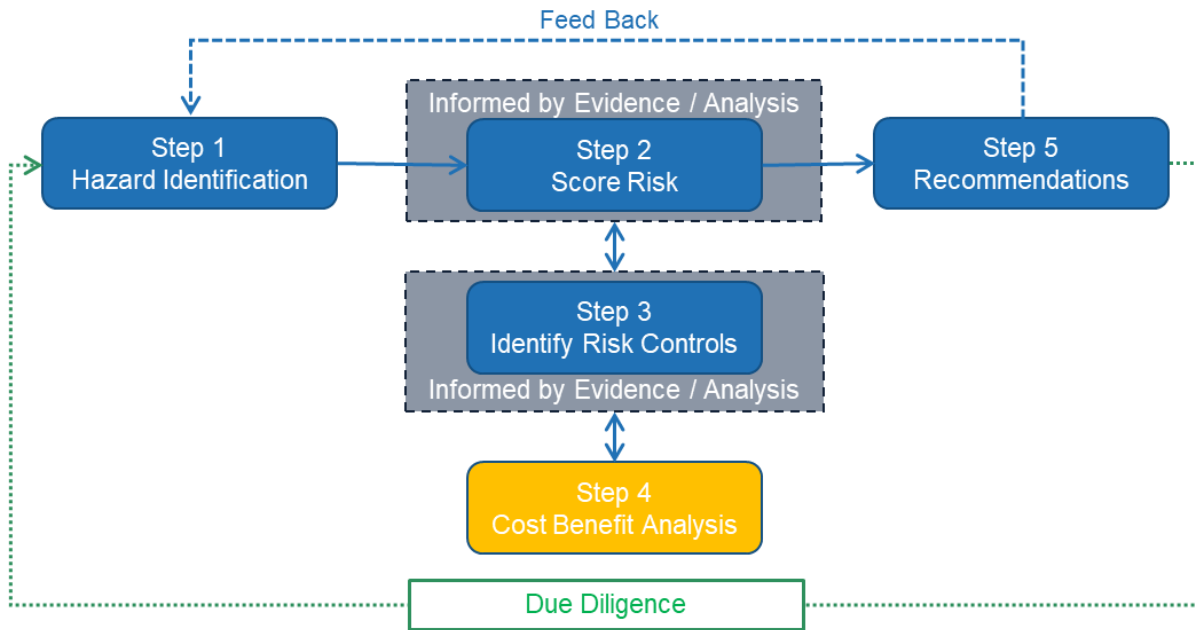 Feed Back
Informed by Evidence / Analysis
Step 1
Hazard Identification
Step 2
Score Risk
Step 5
Recommendations
Step 3
Identify Risk Controls
Informed by Evidence / Analysis
Step 4
Cost Benefit Analysis
Due Diligence